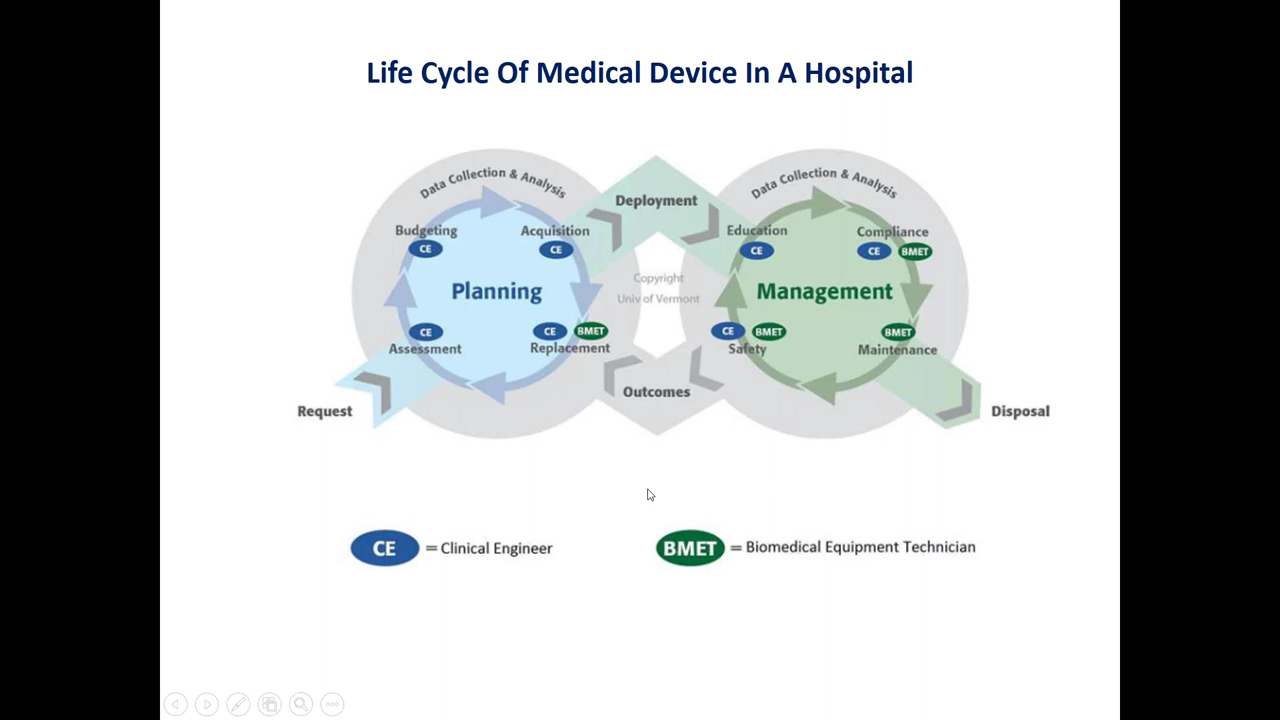 Life Cycle Of Medical Device In A Hospital
Data Collection & Analysis
Budgeting
CE
Acquisition
CE
Planning
CE
Assessment
CE BMET
Replacement
Request
Deployment
Copyright
Univ of Vermont
Outcomes
Data Collection & Analysis
Education
CE
Compliance
CE BMET
Management
CE BMET
Safety
BMET
Maintenance
Disposal
CE = Clinical Engineer
BMET = Biomedical Equipment Technician